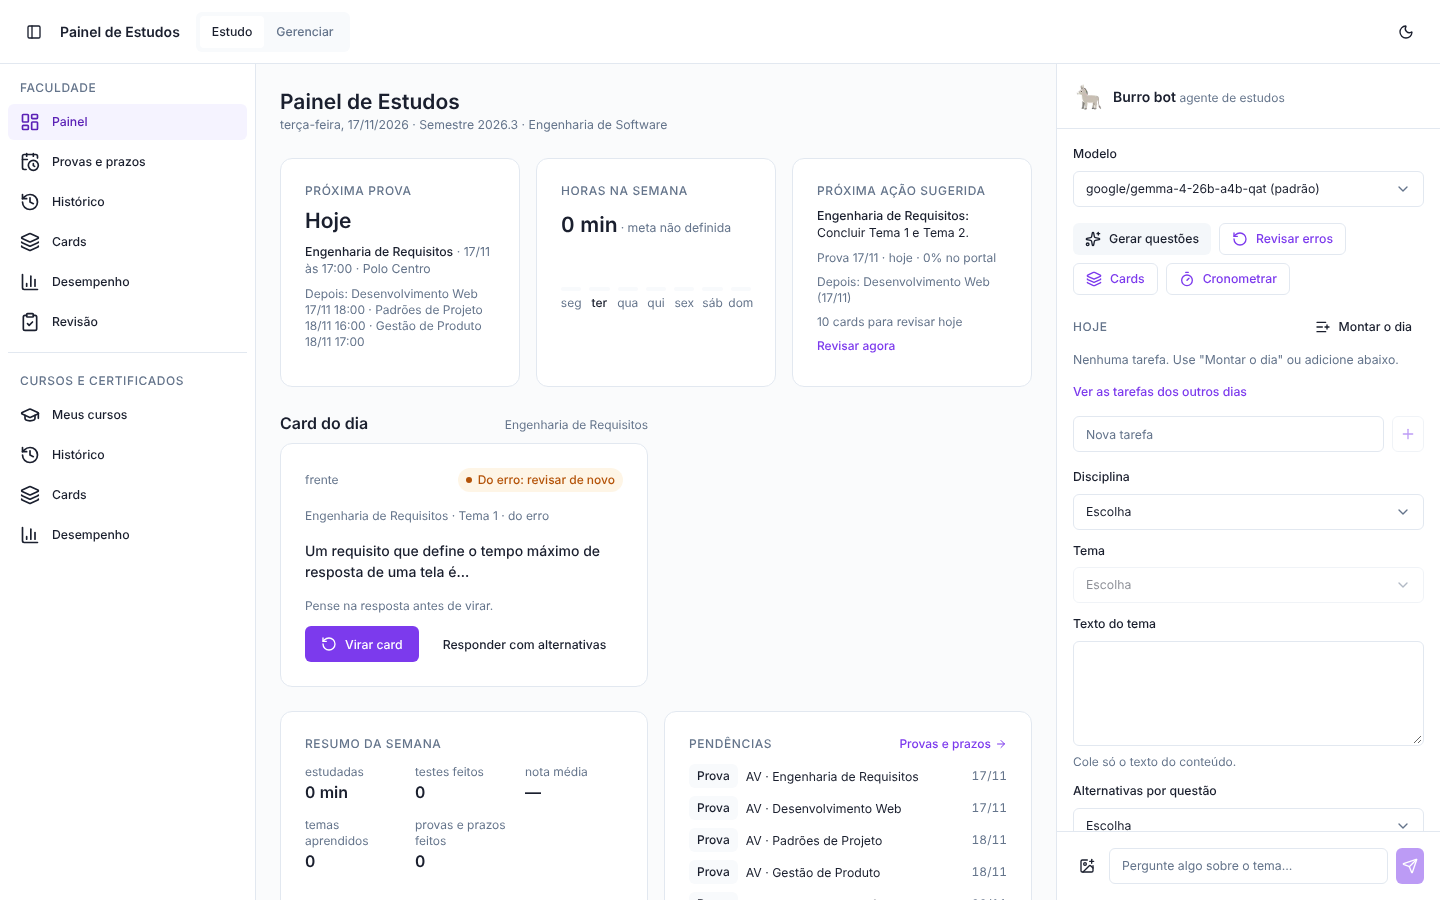 Painel de Estudos
Estudo
Gerenciar
FACULDADE
Painel
Provas e prazos
Histórico
Cards
Desempenho
Revisão
CURSOS E CERTIFICADOS
Meus cursos
Histórico
Cards
Desempenho
Painel de Estudos
terça-feira, 17/11/2026 · Semestre 2026.3 · Engenharia de Software
PRÓXIMA PROVA
Hoje
Engenharia de Requisitos · 17/11
às 17:00 · Polo Centro
Depois: Desenvolvimento Web
17/11 18:00 · Padrões de Projeto
18/11 16:00 · Gestão de Produto
18/11 17:00
HORAS NA SEMANA
0 min · meta não definida
seg ter qua qui sex sáb dom
PRÓXIMA AÇÃO SUGERIDA
Engenharia de Requisitos:
Concluir Tema 1 e Tema 2.
Prova 17/11 · hoje · 0% no portal
Depois: Desenvolvimento Web
(17/11)
10 cards para revisar hoje
Revisar agora
Card do dia
Engenharia de Requisitos
frente
Do erro: revisar de novo
Engenharia de Requisitos · Tema 1 · do erro
Um requisito que define o tempo máximo de
resposta de uma tela é...
Pense na resposta antes de virar.
Virar card
Responder com alternativas
RESUMO DA SEMANA
estudadas
0 min
testes feitos
0
nota média
—
temas
aprendidos
0
provas e prazos
feitos
0
PENDÊNCIAS
Provas e prazos →
Prova AV · Engenharia de Requisitos 17/11
Prova AV · Desenvolvimento Web 17/11
Prova AV · Padrões de Projeto 18/11
Prova AV · Gestão de Produto 18/11
Burro bot agente de estudos
Modelo
google/gemma-4-26b-a4b-qat (padrão)
Gerar questões
Revisar erros
Cards
Cronometrar
HOJE
Montar o dia
Nenhuma tarefa. Use "Montar o dia" ou adicione abaixo.
Ver as tarefas dos outros dias
Nova tarefa
Disciplina
Escolha
Tema
Escolha
Texto do tema
Cole só o texto do conteúdo.
Alternativas por questão
Escolha
Pergunte algo sobre o tema...